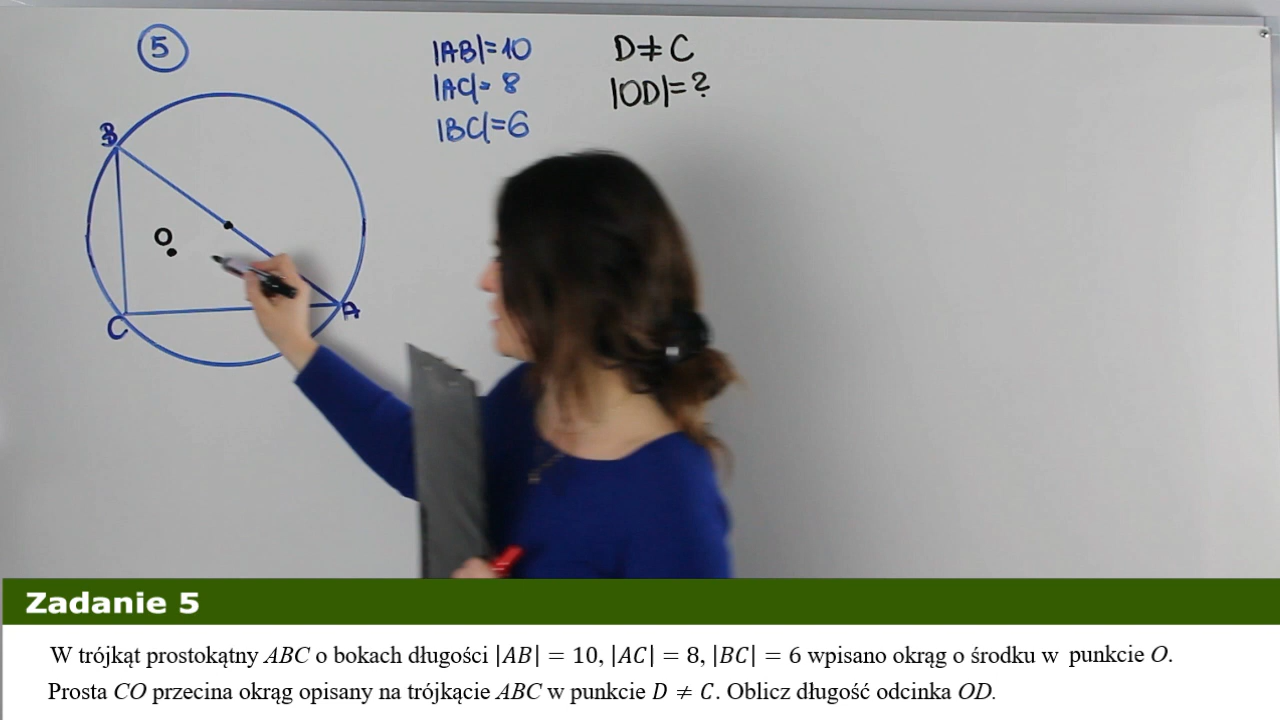 5
|AB|=10
|AC|=8
|BC|=6
D≠C
|OD|=?
B
O
C
A
Zadanie 5
W trójkąt prostokątny ABC o bokach długości |AB| = 10, |AC| = 8, |BC| = 6 wpisano okrąg o środku w punkcie O.
Prosta CO przecina okrąg opisany na trójkącie ABC w punkcie D ≠ C. Oblicz długość odcinka OD.